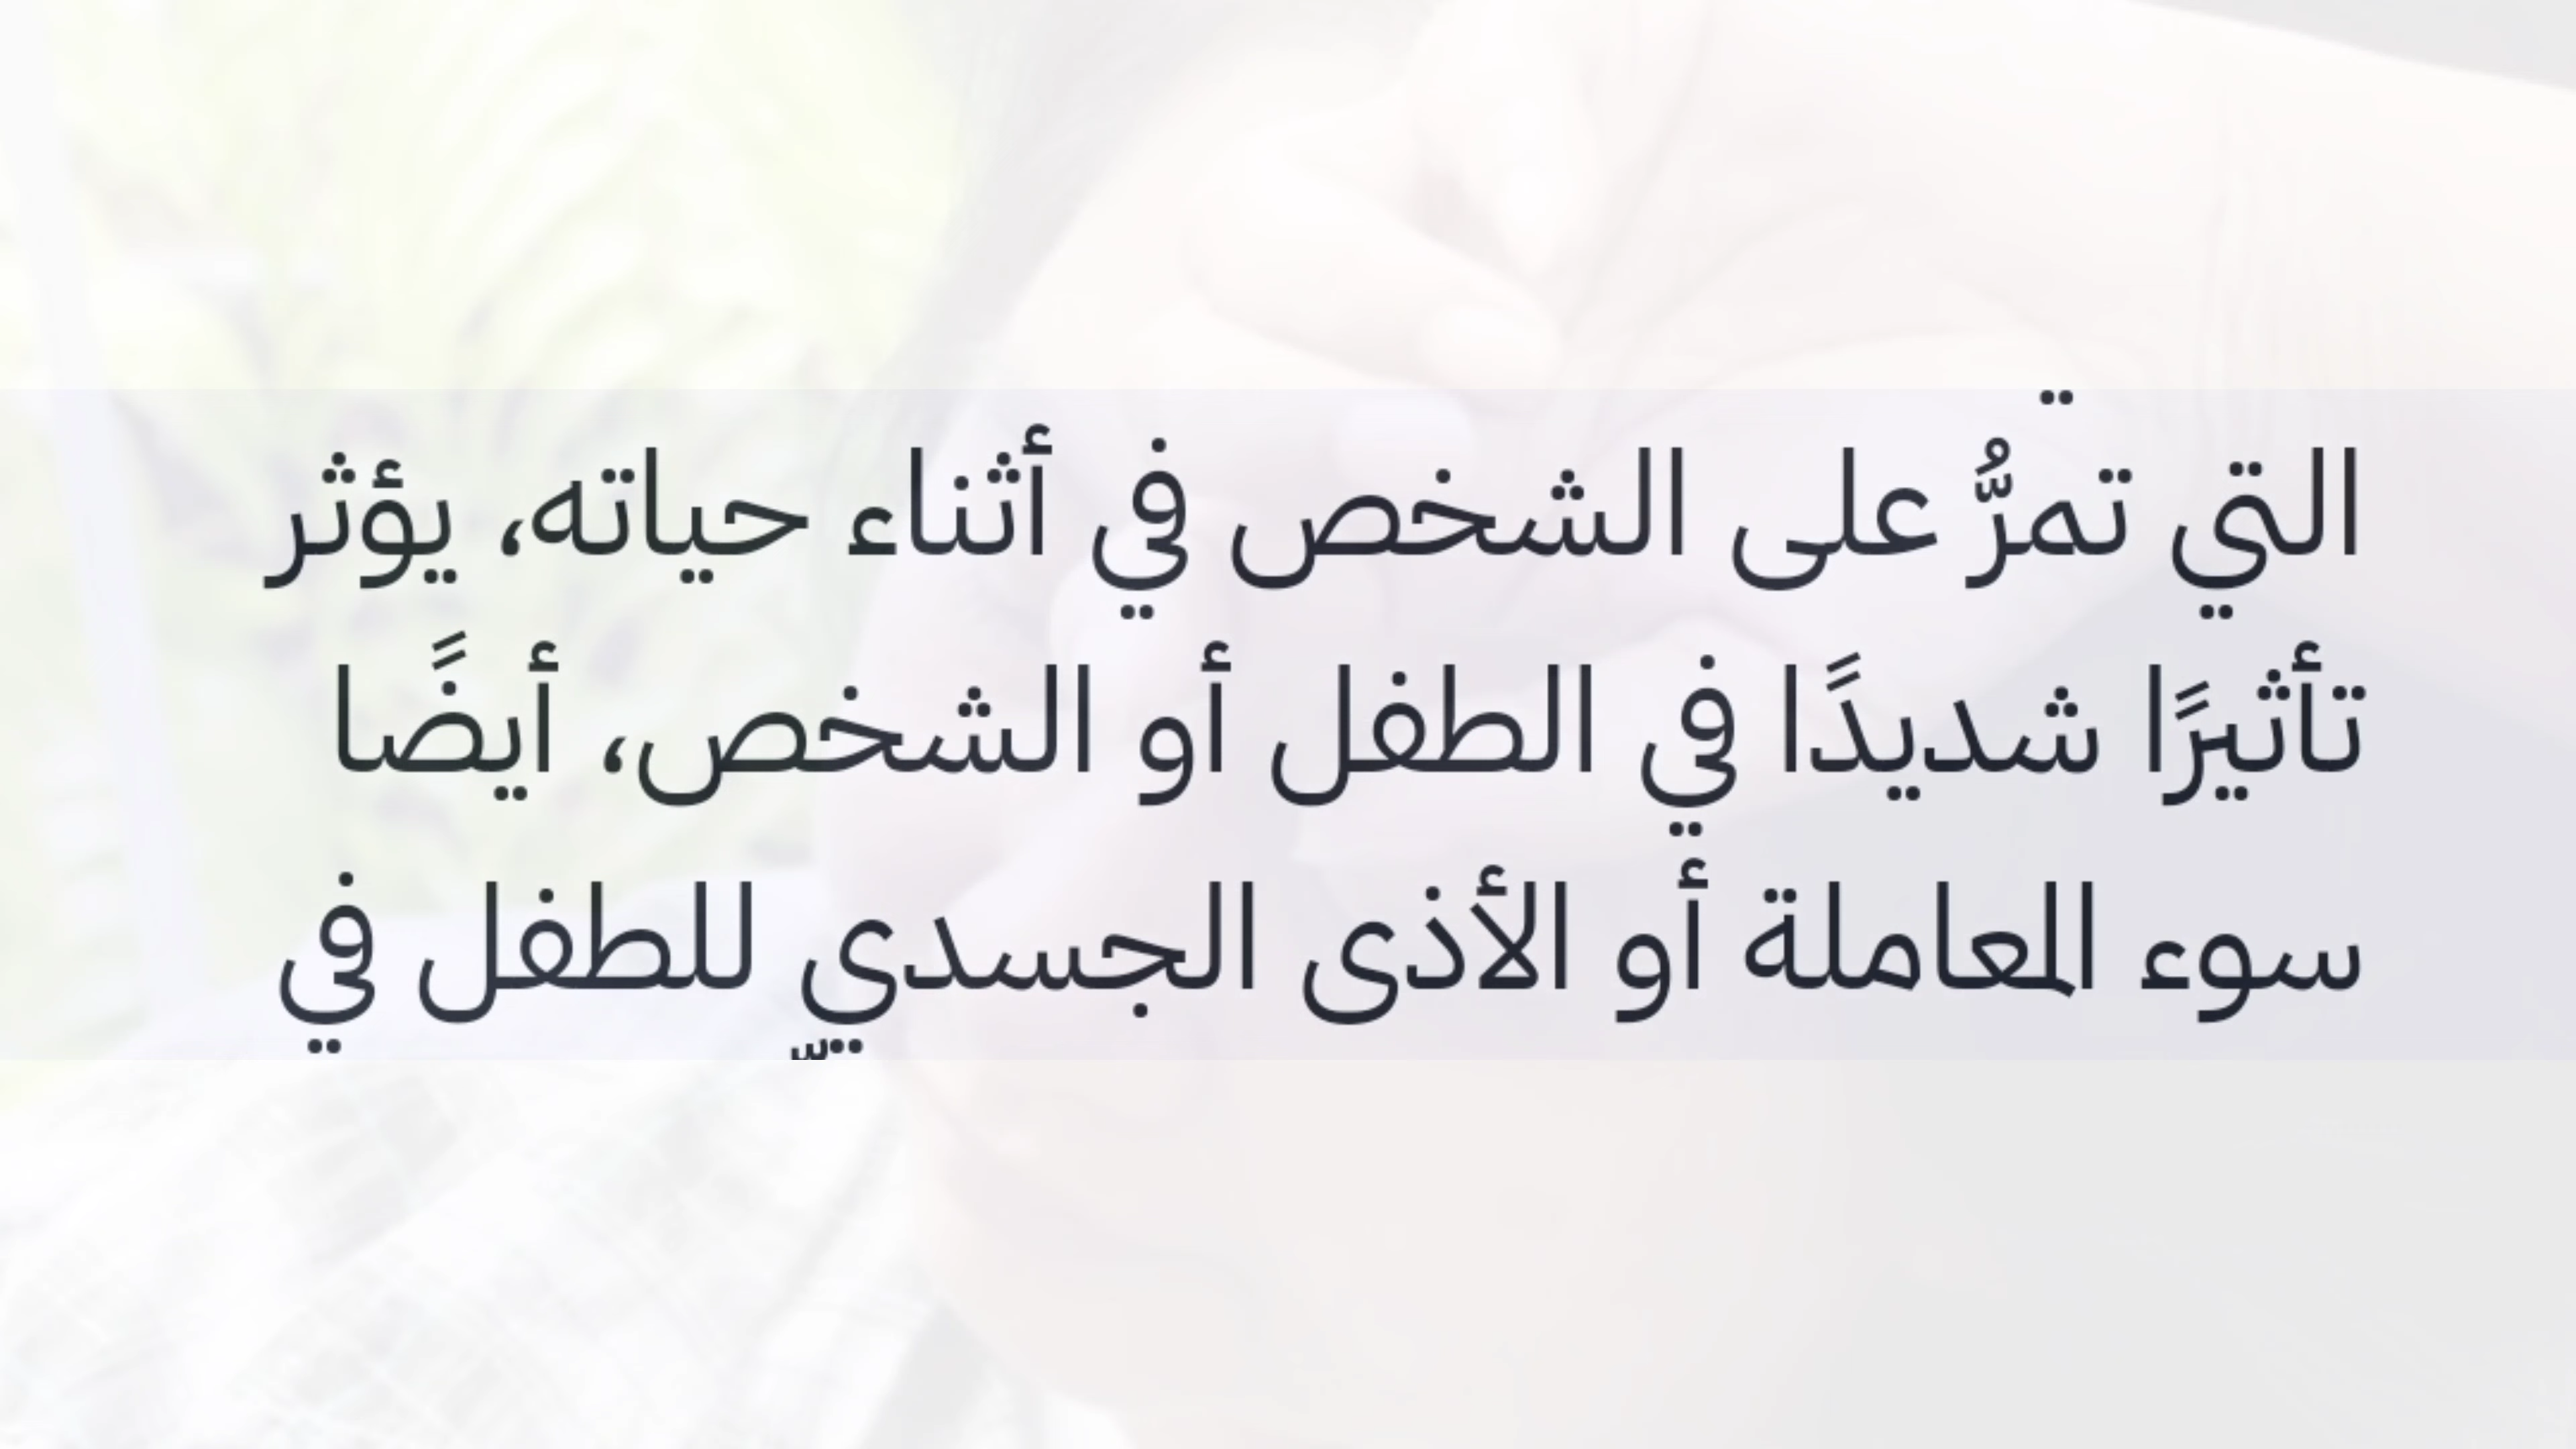 التي تمرُّ على الشخص في أثناء حياته، يؤثر
تأثيرًا شديدًا في الطفل أو الشخص، أيضًا
سوء المعاملة أو الأذى الجسديّ للطفل في